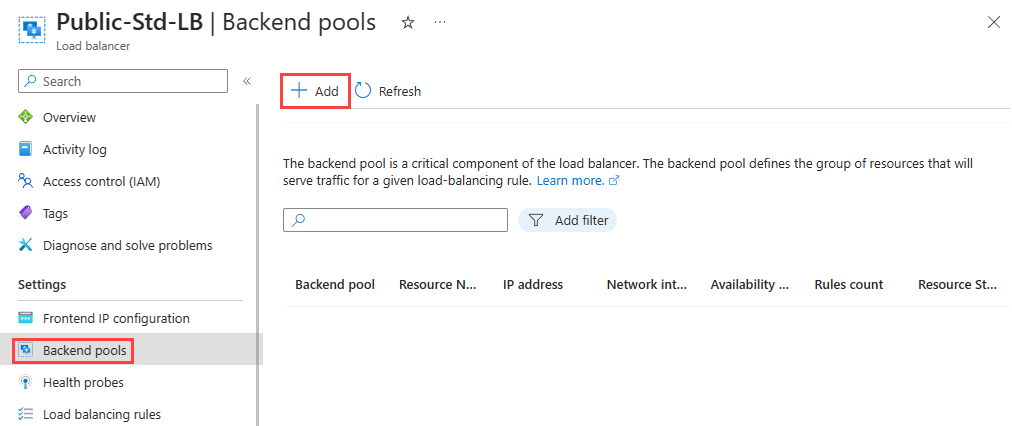 Public-Std-LB | Backend pools
Load balancer
Search
Overview
Activity log
Access control (IAM)
Tags
Diagnose and solve problems
Settings
Frontend IP configuration
Backend pools
Health probes
Load balancing rules
Add
Refresh
The backend pool is a critical component of the load balancer. The backend pool defines the group of resources that will
serve traffic for a given load-balancing rule. Learn more.
Add filter
Backend pool Resource N... IP address Network int... Availability ... Rules count Resource St...